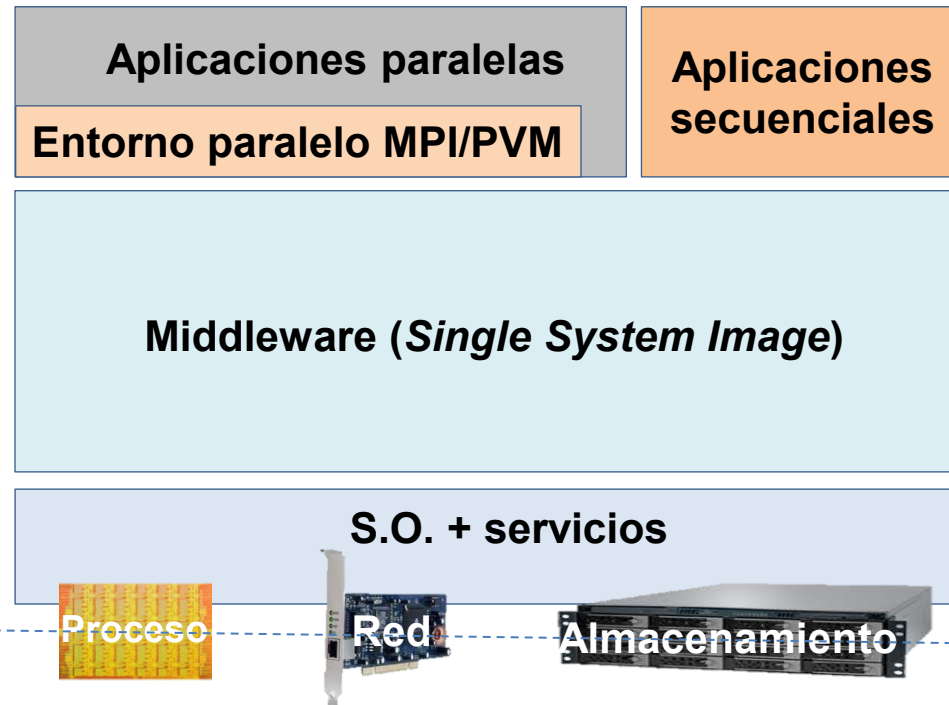 Aplicaciones paralelas
Entorno paralelo MPI/PVM
Aplicaciones
secuenciales
Middleware (Single System Image)
S.O. + servicios
Proceso
Red
Almacenamiento